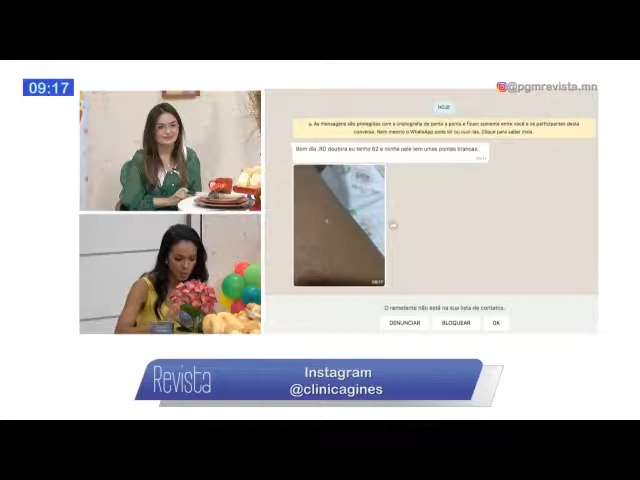 09:17
@pgmrevista.mn
HOJE
As mensagens são protegidas com a criptografia de ponta a ponta e ficam somente entre você e os participantes desta
conversa. Nem mesmo o WhatsApp pode ler ou ouvi-las. Clique para saber mais.
Bom dia ,RD doutora eu tenho 62 e minha pele tem umas pontas brancas.
09:17
O remetente não está na sua lista de contatos.
DENUNCIAR BLOQUEAR OK
Revista
Instagram
@clinicagines